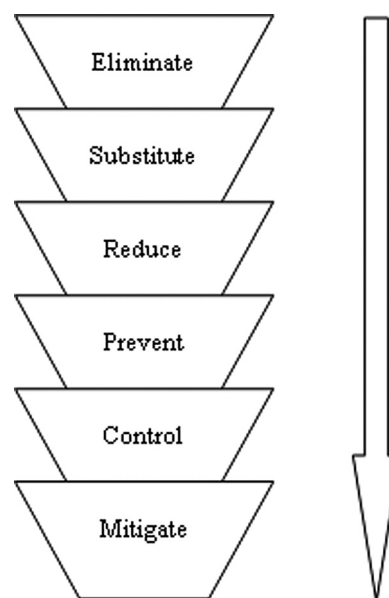 Eliminate
Substitute
Reduce
Prevent
Control
Mitigate